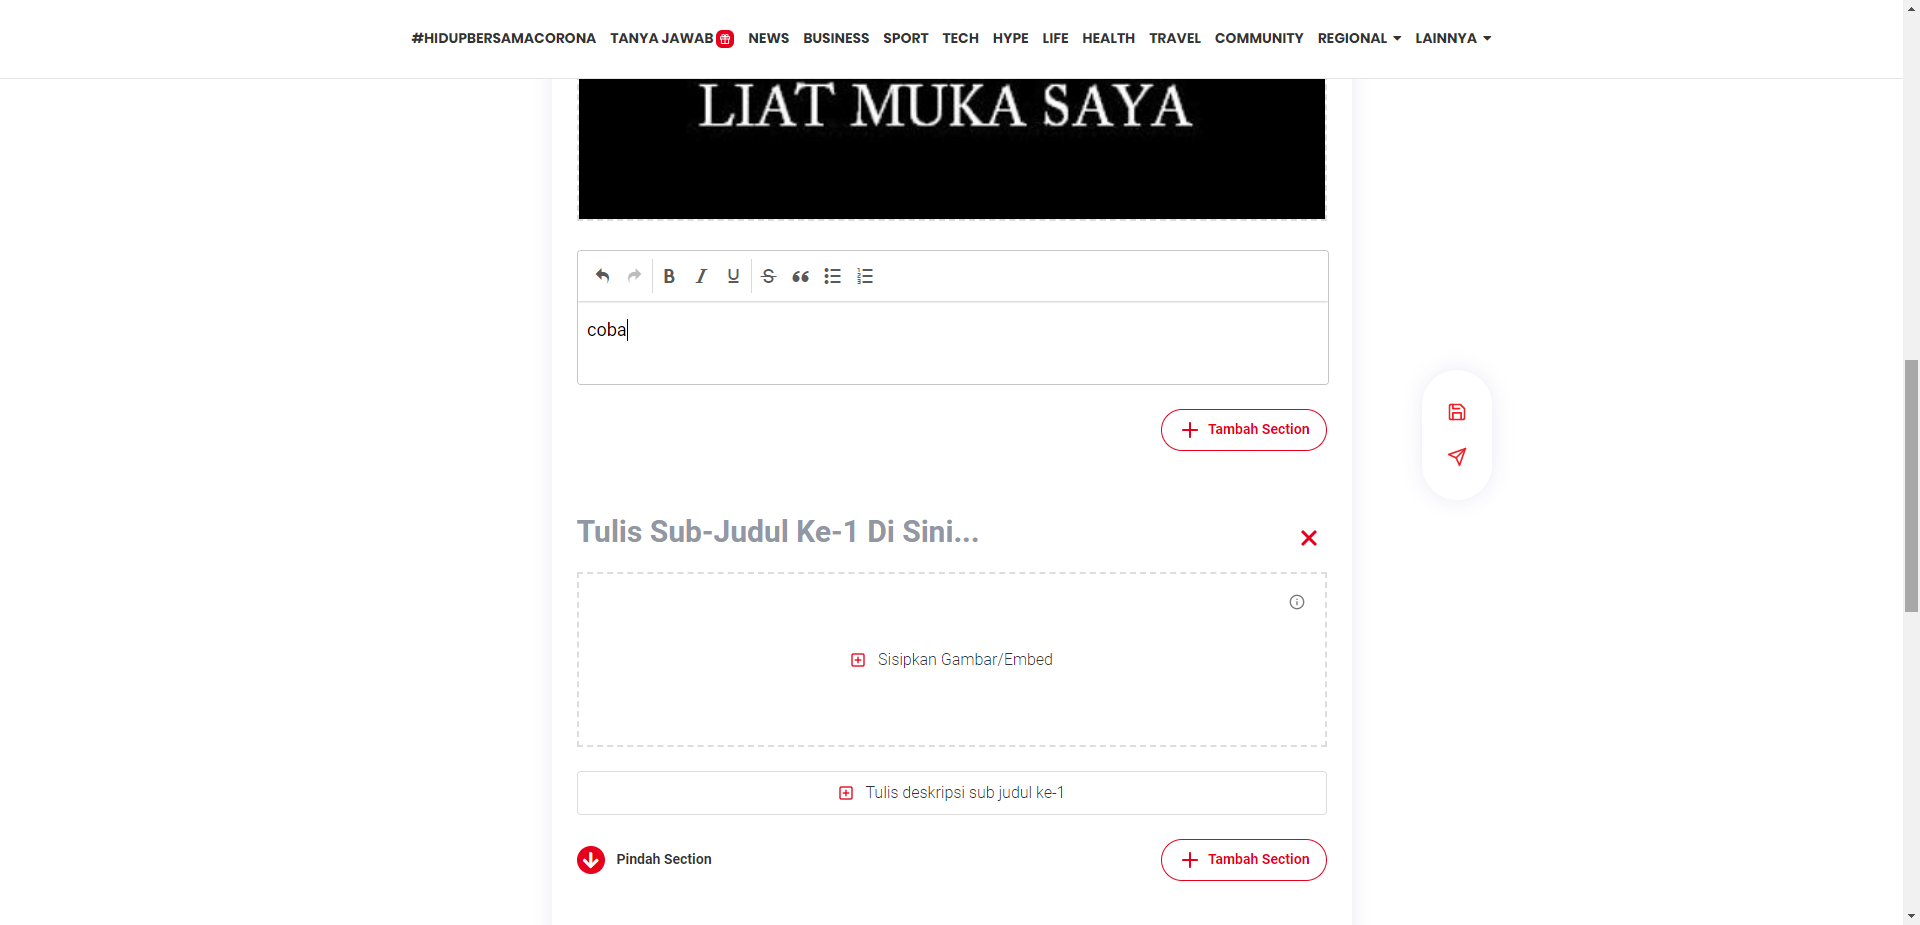 #HIDUPBERSAMACORONA TANYA JAWAB NEWS BUSINESS SPORT TECH HYPE LIFE HEALTH TRAVEL COMMUNITY REGIONAL LAINNYA
LIAT MUKA SAYA
B I U S
coba
Tambah Section
Tulis Sub-Judul Ke-1 Di Sini...
Sisipkan Gambar/Embed
Tulis deskripsi sub judul ke-1
Pindah Section
Tambah Section